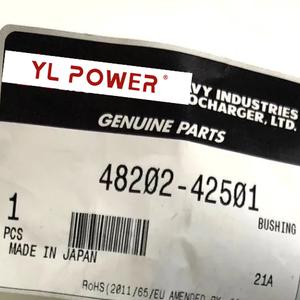 YL POWER®
VY INDUSTRIES
OCHARGER, LTD.
GENUINE PARTS
48202-42501
1
PCS
BUSHING
MADE IN JAPAN
21A
RoHS(2011/65/EU AMENDED BY